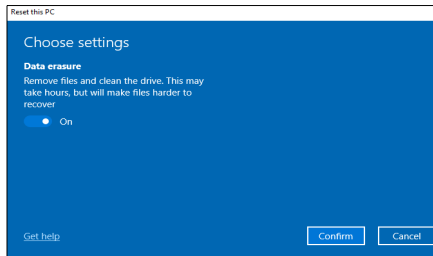 Reset this PC
Choose settings
Data erasure
Remove files and clean the drive. This may
take hours, but will make files harder to
recover
On
Get help
Confirm
Cancel